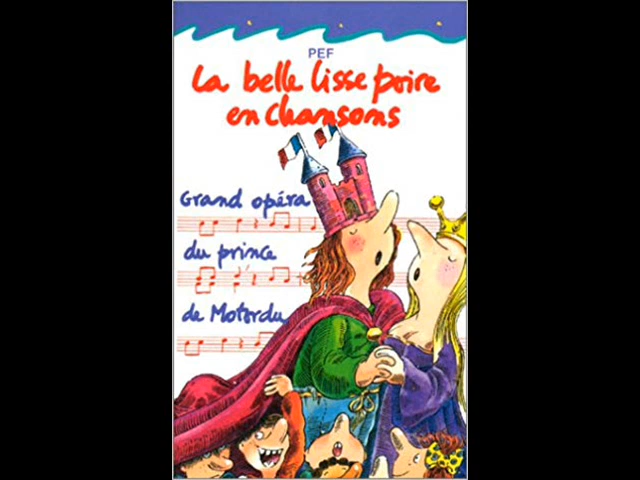 PEF
La belle lisse poire
en chansons
Grand opéra
du prince
de Motordu